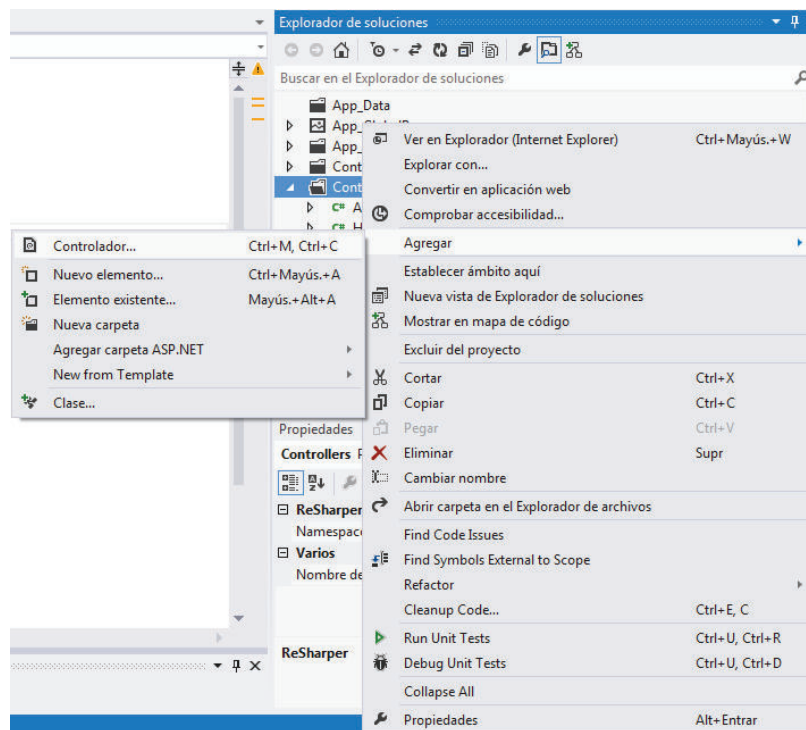 Explorador de soluciones
Buscar en el Explorador de soluciones
App_Data
App_
App_
Cont
Cont
A
H
Ver en Explorador (Internet Explorer) Ctrl+Mayús.+W
Explorar con...
Convertir en aplicación web
Comprobar accesibilidad...
Agregar
Establecer ámbito aquí
Nueva vista de Explorador de soluciones
Mostrar en mapa de código
Excluir del proyecto
Cortar Ctrl+X
Copiar Ctrl+C
Pegar Ctrl+V
Eliminar Supr
Cambiar nombre
Abrir carpeta en el Explorador de archivos
Find Code Issues
Find Symbols External to Scope
Refactor
Cleanup Code... Ctrl+E, C
Run Unit Tests Ctrl+U, Ctrl+R
Debug Unit Tests Ctrl+U, Ctrl+D
Collapse All
Propiedades Alt+Entrar
Controlador... Ctrl+M, Ctrl+C
Nuevo elemento... Ctrl+Mayús.+A
Elemento existente... Mayús.+Alt+A
Nueva carpeta
Agregar carpeta ASP.NET
New from Template
Clase...
Propiedades
Controllers
ReSharper
Namespac
Varios
Nombre de
ReSharper